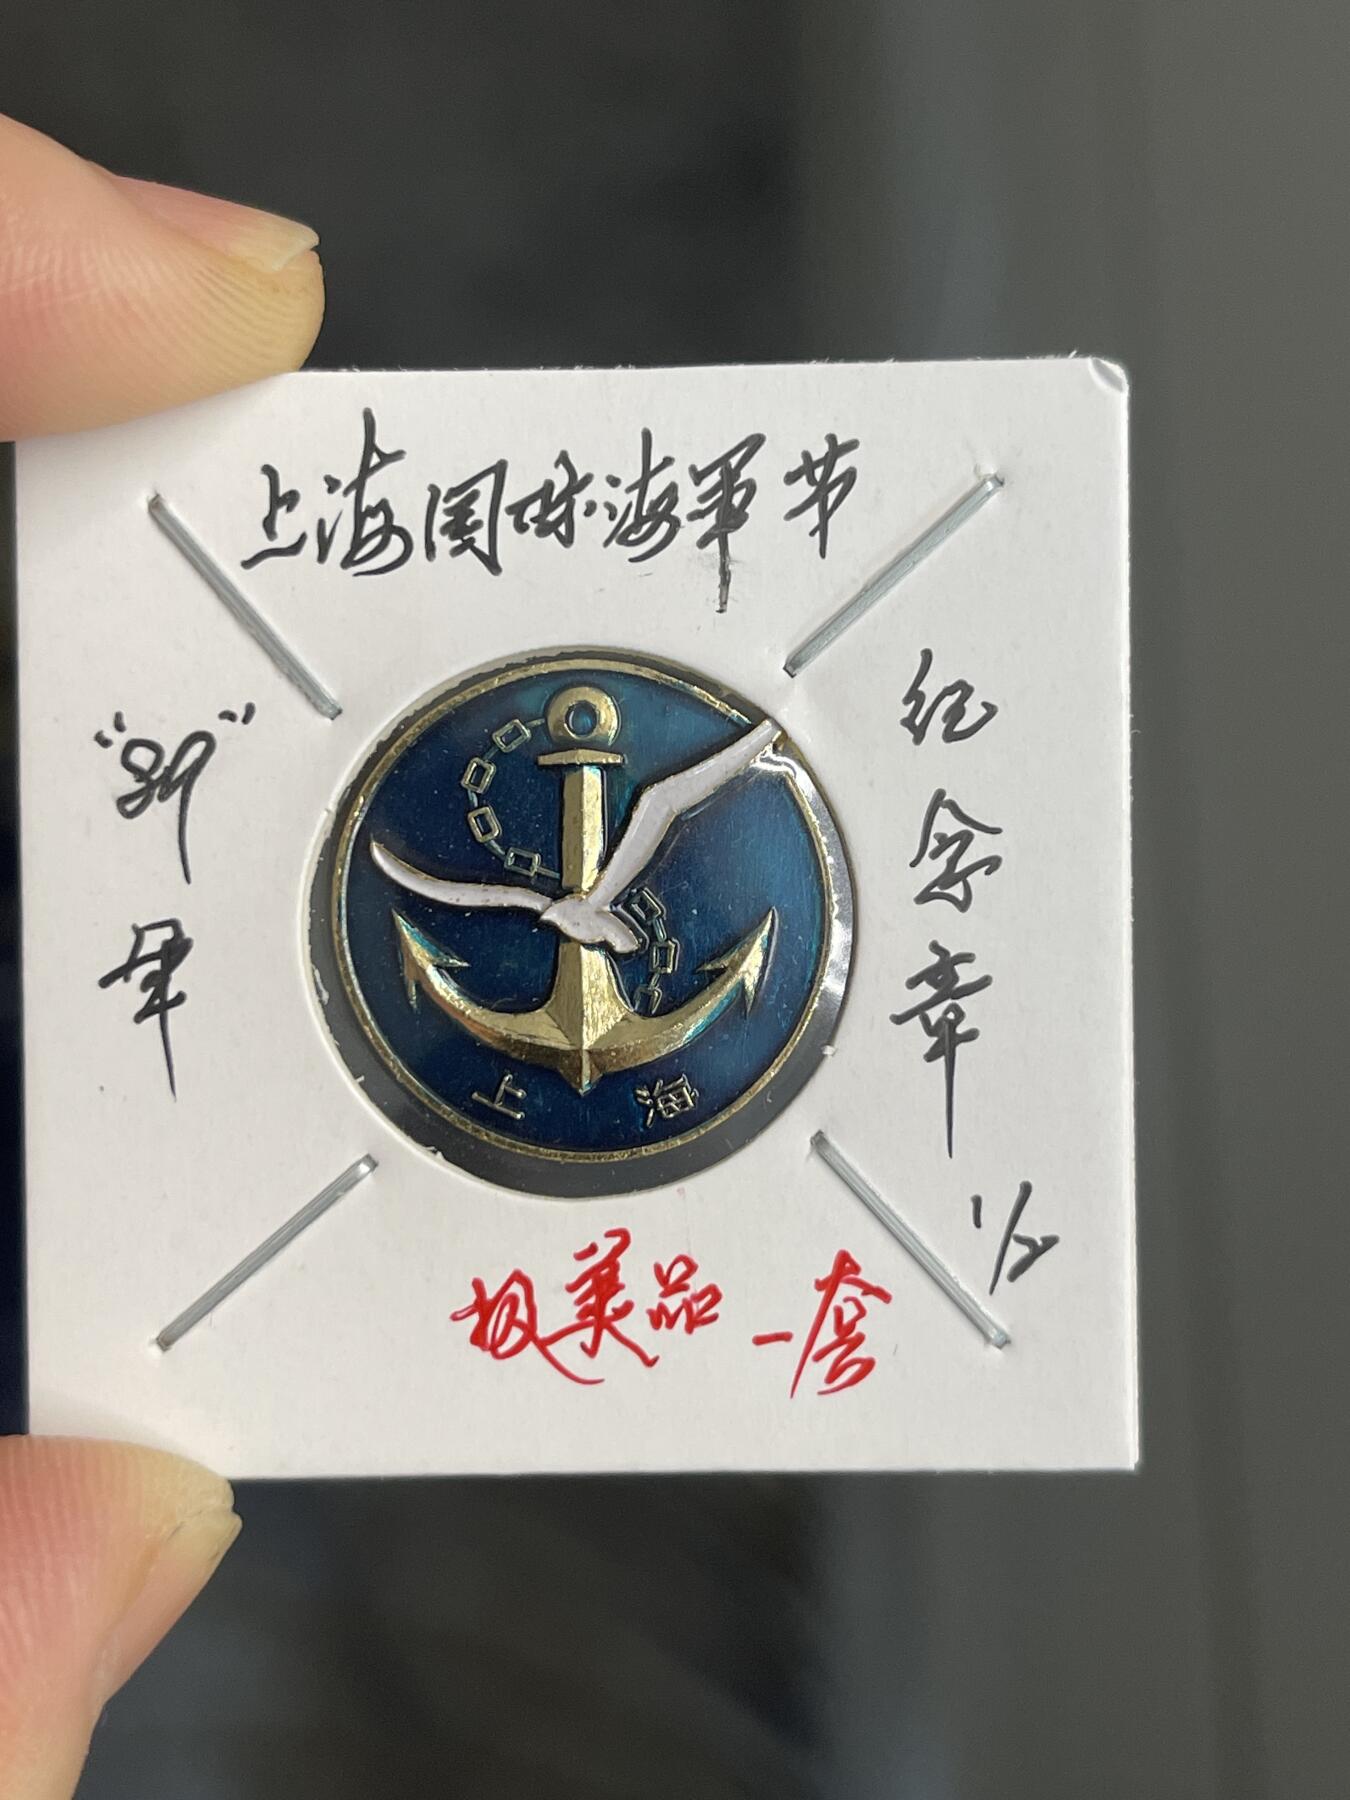 上海国际海军节
"89"
年
纪
念
章
1/2
上 海
极美品 一套